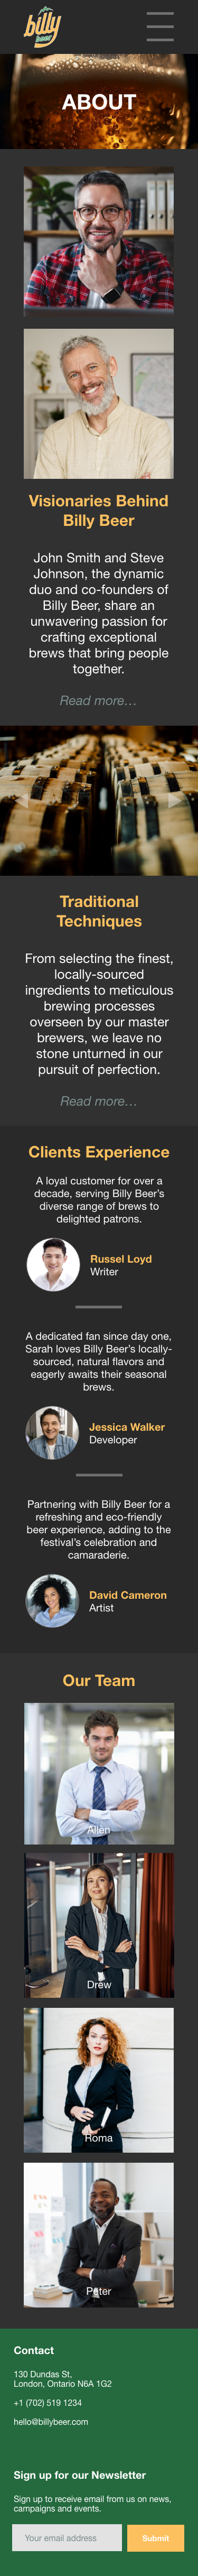 billy
beer
ABOUT
Visionaries Behind
Billy Beer
John Smith and Steve
Johnson, the dynamic
duo and co-founders of
Billy Beer, share an
unwavering passion for
crafting exceptional
brews that bring people
together.
Read more...
Traditional
Techniques
From selecting the finest,
locally-sourced
ingredients to meticulous
brewing processes
overseen by our master
brewers, we leave no
stone unturned in our
pursuit of perfection.
Read more...
Clients Experience
A loyal customer for over a
decade, serving Billy Beer's
diverse range of brews to
delighted patrons.
Russel Loyd
Writer
A dedicated fan since day one,
Sarah loves Billy Beer's locally-
sourced, natural flavors and
eagerly awaits their seasonal
brews.
Jessica Walker
Developer
Partnering with Billy Beer for a
refreshing and eco-friendly
beer experience, adding to the
festival's celebration and
camaraderie.
David Cameron
Artist
Our Team
Allen
Drew
Roma
Peter
Contact
130 Dundas St,
London, Ontario N6A 1G2
+1 (702) 519 1234
hello@billybeer.com
Sign up for our Newsletter
Sign up to receive email from us on news,
campaigns and events.
Your email address
Submit